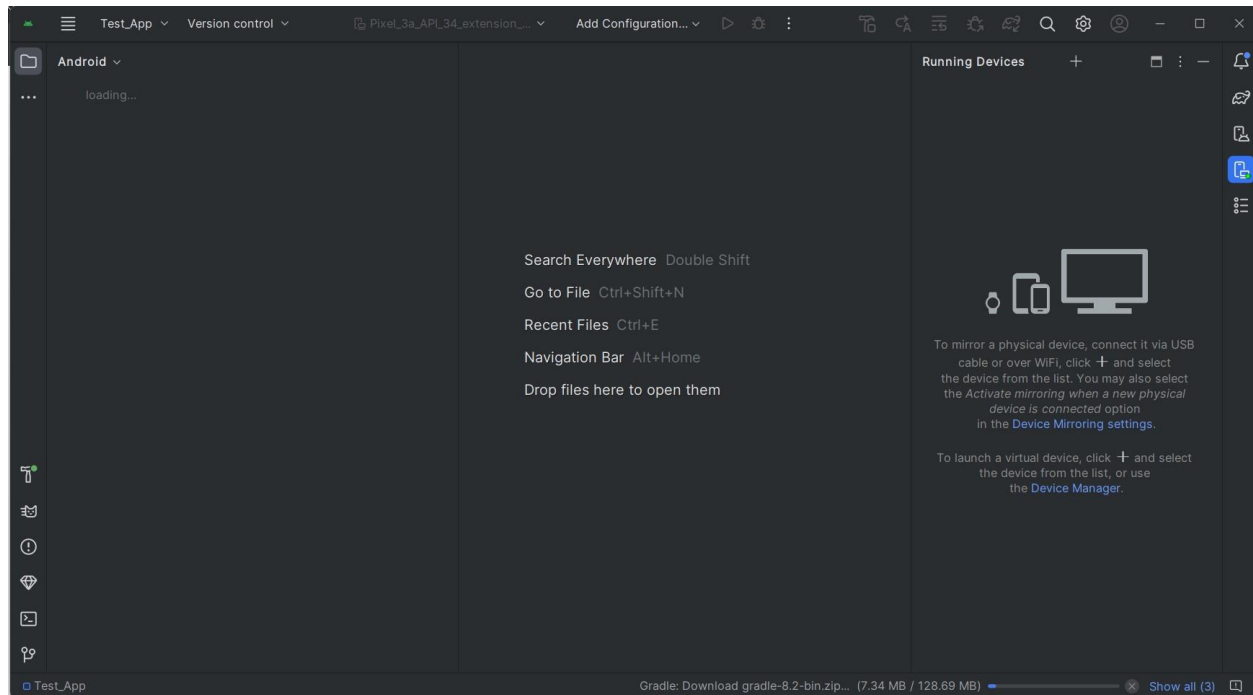 Test_App Version control Pixel_3a_API_34_extension_... Add Configuration...
Android
Running Devices
loading...
Search Everywhere Double Shift
Go to File Ctrl+Shift+N
Recent Files Ctrl+E
Navigation Bar Alt+Home
Drop files here to open them
To mirror a physical device, connect it via USB
cable or over WiFi, click + and select
the device from the list. You may also select
the Activate mirroring when a new physical
device is connected option
in the Device Mirroring settings.
To launch a virtual device, click + and select
the device from the list, or use
the Device Manager.
Test_App
Gradle: Download gradle-8.2-bin.zip... (7.34 MB / 128.69 MB) Show all (3)